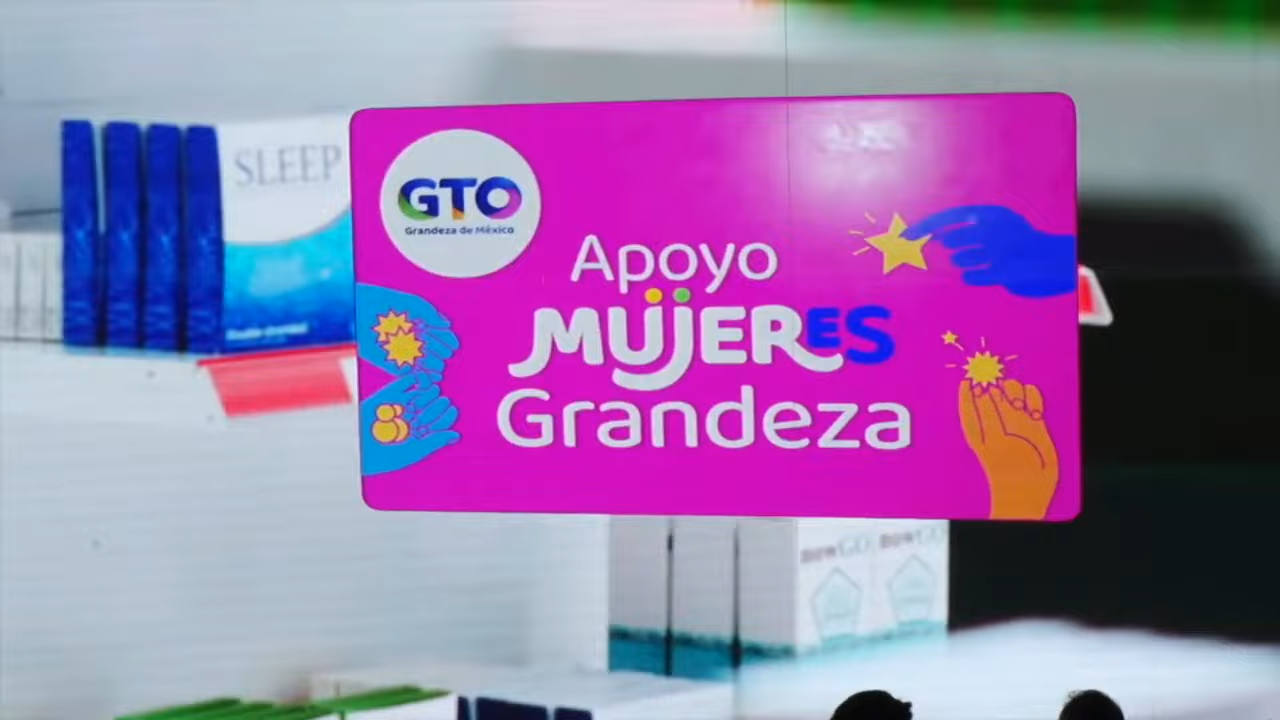 SLEEP
GTO
Grandeza de México
Apoyo
MUJERES
Grandeza